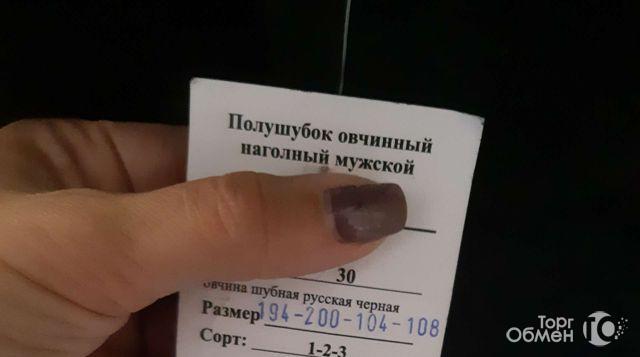 Полушубок овчинный
наголный мужской
30
овчина шубная русская черная
Размер 194-200-104-108
Сорт: 1-2-3
Торг
Обмен